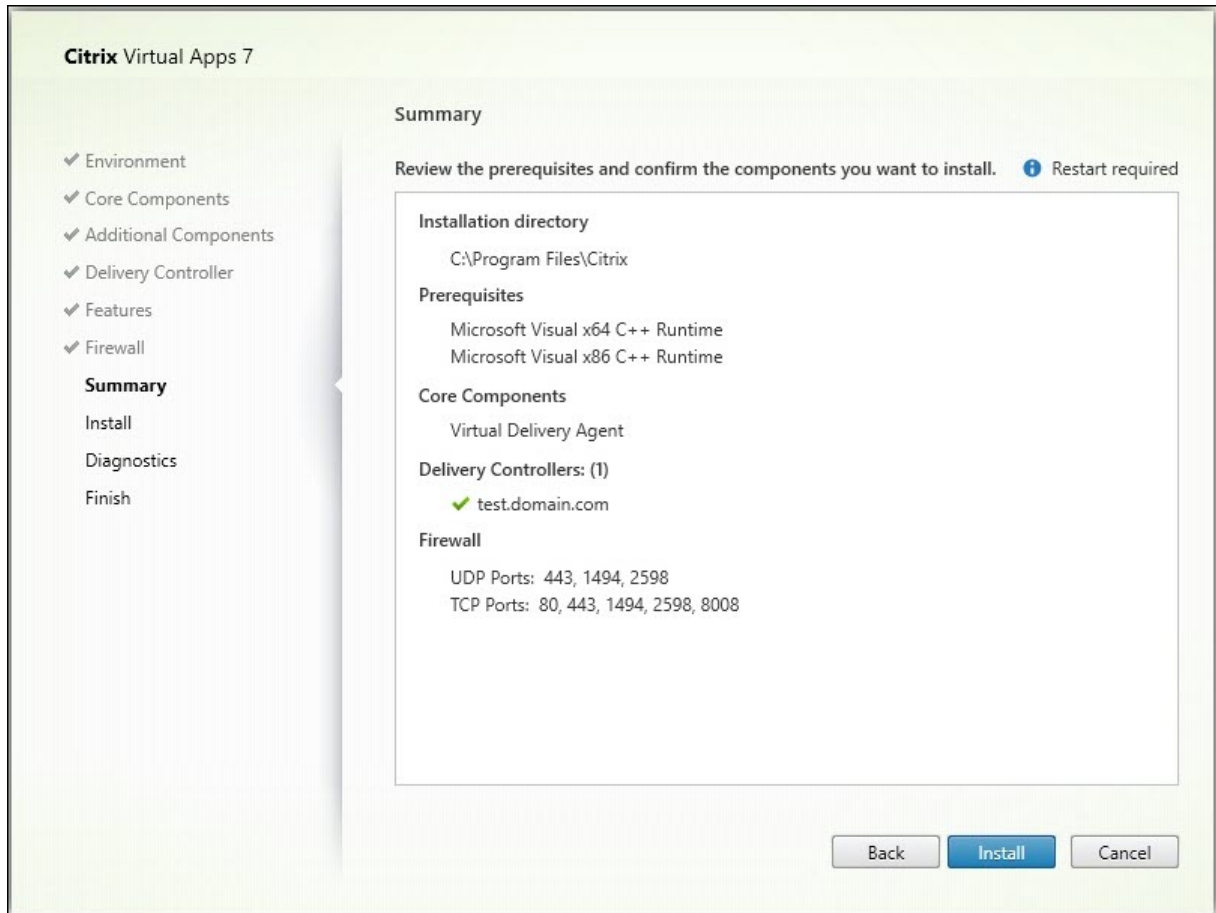 Citrix Virtual Apps 7
Environment
Core Components
Additional Components
Delivery Controller
Features
Firewall
Summary
Install
Diagnostics
Finish
Summary
Review the prerequisites and confirm the components you want to install.
Restart required
Installation directory
C:\Program Files\Citrix
Prerequisites
Microsoft Visual x64 C++ Runtime
Microsoft Visual x86 C++ Runtime
Core Components
Virtual Delivery Agent
Delivery Controllers: (1)
test.domain.com
Firewall
UDP Ports: 443, 1494, 2598
TCP Ports: 80, 443, 1494, 2598, 8008
Back
Install
Cancel